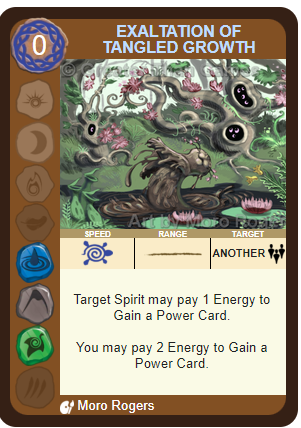 0
EXALTATION OF
TANGLED GROWTH
SPEED
RANGE
TARGET
ANOTHER
Target Spirit may pay 1 Energy to
Gain a Power Card.
You may pay 2 Energy to Gain a
Power Card.
Moro Rogers